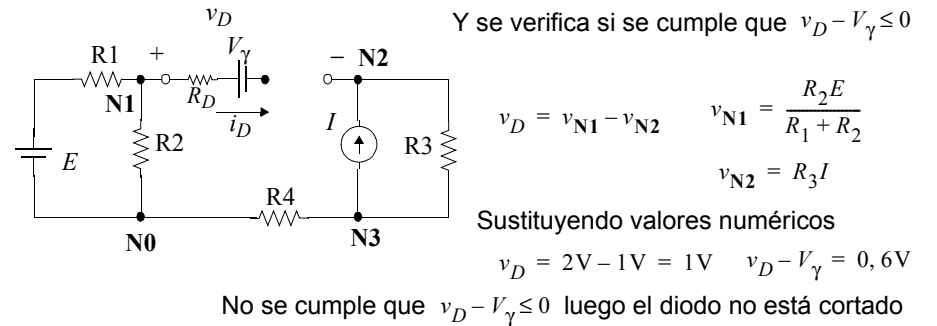 v_D
V_γ
R1
+
− N2
N1
R_D
i_D
I
R2
R3
E
R4
N0
N3
Y se verifica si se cumple que v_D – V_γ ≤ 0
v_D = v_N1 – v_N2
v_N1 = R_2 E / R_1 + R_2
v_N2 = R_3 I
Sustituyendo valores numéricos
v_D = 2V – 1V = 1V v_D – V_γ = 0, 6V
No se cumple que v_D – V_γ ≤ 0 luego el diodo no está cortado